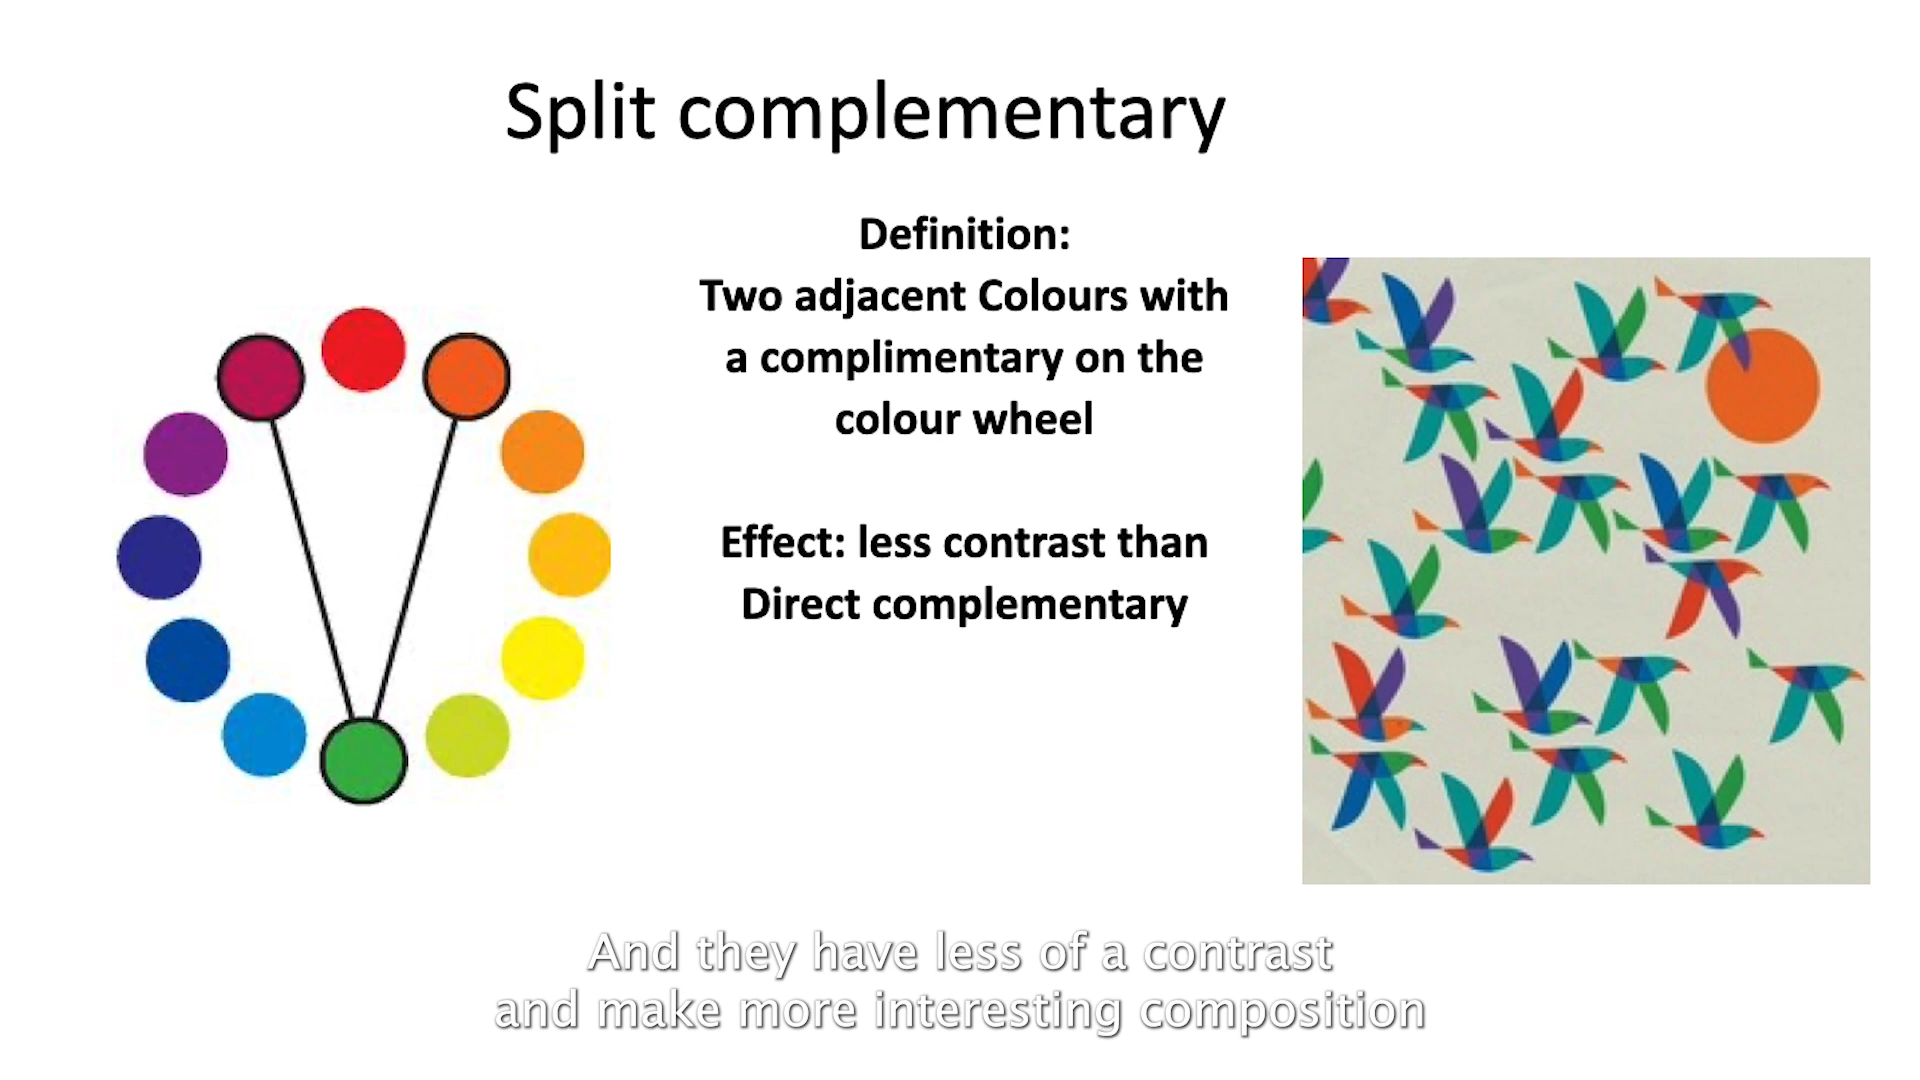 Split complementary
Definition:
Two adjacent Colours with
a complimentary on the
colour wheel
Effect: less contrast than
Direct complementary
And they have less of a contrast
and make more interesting composition